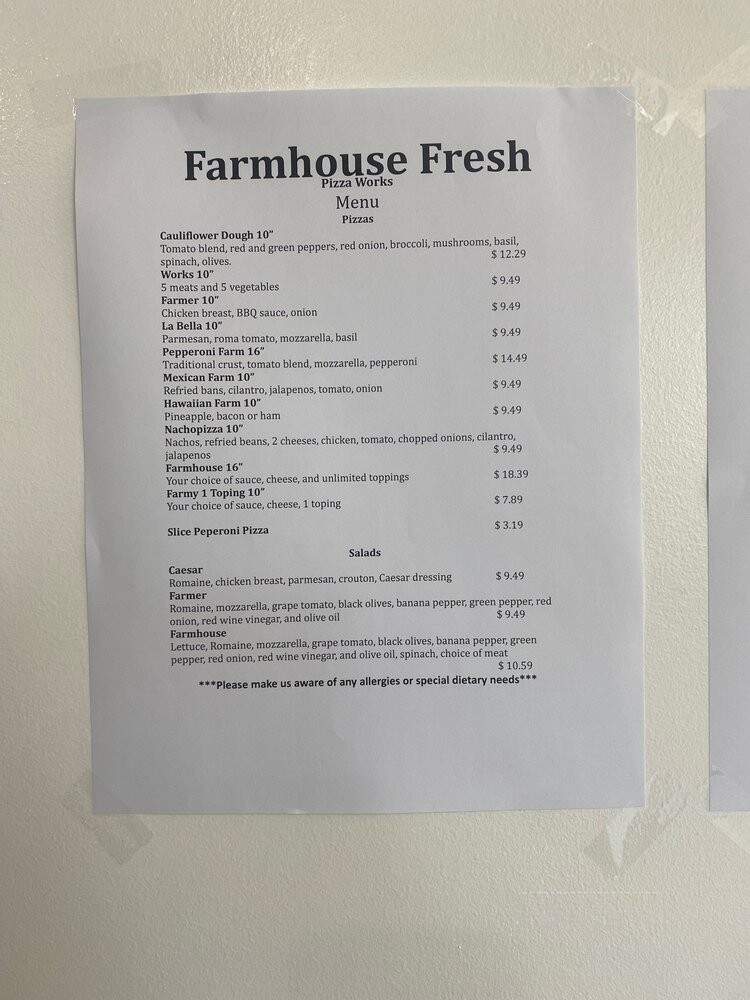 Farmhouse Fresh
Pizza Works
Menu
Pizzas
Cauliflower Dough 10"
Tomato blend, red and green peppers, red onion, broccoli, mushrooms, basil,
spinach, olives. $ 12.29
Works 10"
5 meats and 5 vegetables $ 9.49
Farmer 10"
Chicken breast, BBQ sauce, onion $ 9.49
La Bella 10"
Parmesan, roma tomato, mozzarella, basil $ 9.49
Pepperoni Farm 16"
Traditional crust, tomato blend, mozzarella, pepperoni $ 14.49
Mexican Farm 10"
Refried bans, cilantro, jalapenos, tomato, onion $ 9.49
Hawaiian Farm 10"
Pineapple, bacon or ham $ 9.49
Nachopizza 10"
Nachos, refried beans, 2 cheeses, chicken, tomato, chopped onions, cilantro,
jalapenos $ 9.49
Farmhouse 16"
Your choice of sauce, cheese, and unlimited toppings $ 18.39
Farmy 1 Toping 10"
Your choice of sauce, cheese, 1 toping $ 7.89
Slice Peperoni Pizza $ 3.19
Salads
Caesar
Romaine, chicken breast, parmesan, crouton, Caesar dressing $ 9.49
Farmer
Romaine, mozzarella, grape tomato, black olives, banana pepper, green pepper, red
onion, red wine vinegar, and olive oil $ 9.49
Farmhouse
Lettuce, Romaine, mozzarella, grape tomato, black olives, banana pepper, green
pepper, red onion, red wine vinegar, and olive oil, spinach, choice of meat
$ 10.59
***Please make us aware of any allergies or special dietary needs***